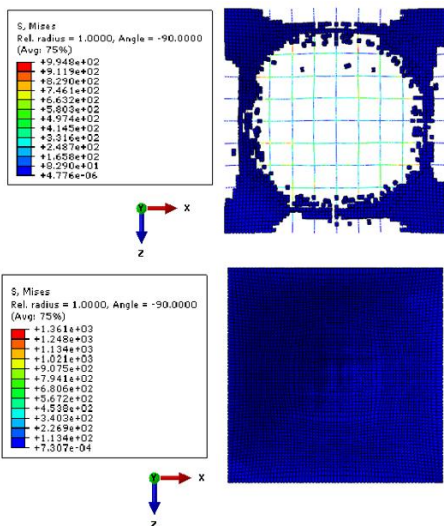 S, Mises
Rel. radius = 1.0000, Angle = -90.0000
(Avg: 75%)
+9.948e+02
+9.119e+02
+8.290e+02
+7.461e+02
+6.632e+02
+5.803e+02
+4.974e+02
+4.145e+02
+3.316e+02
+2.487e+02
+1.658e+02
+8.290e+01
+4.776e-06
Y
X
Z
S, Mises
Rel. radius = 1.0000, Angle = -90.0000
(Avg: 75%)
+1.361e+03
+1.248e+03
+1.134e+03
+1.021e+03
+9.075e+02
+7.941e+02
+6.806e+02
+5.672e+02
+4.538e+02
+3.403e+02
+2.269e+02
+1.134e+02
+7.307e-04
Y
X
Z